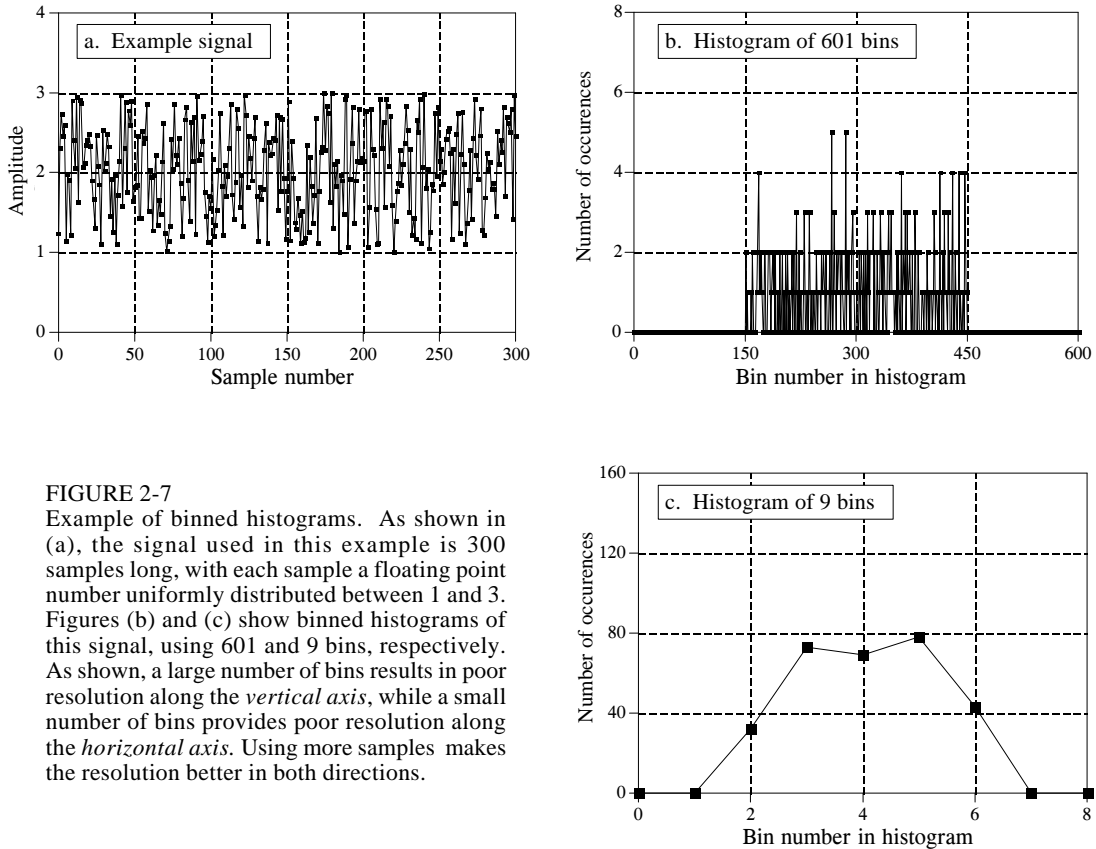 a. Example signal
4
3
2
1
0
Amplitude
0 50 100 150 200 250 300
Sample number
b. Histogram of 601 bins
8
6
4
2
0
Number of occurences
0 150 300 450 600
Bin number in histogram
FIGURE 2-7
Example of binned histograms. As shown in
(a), the signal used in this example is 300
samples long, with each sample a floating point
number uniformly distributed between 1 and 3.
Figures (b) and (c) show binned histograms of
this signal, using 601 and 9 bins, respectively.
As shown, a large number of bins results in poor
resolution along the vertical axis, while a small
number of bins provides poor resolution along
the horizontal axis. Using more samples makes
the resolution better in both directions.
c. Histogram of 9 bins
160
120
80
40
0
Number of occurences
0 2 4 6 8
Bin number in histogram